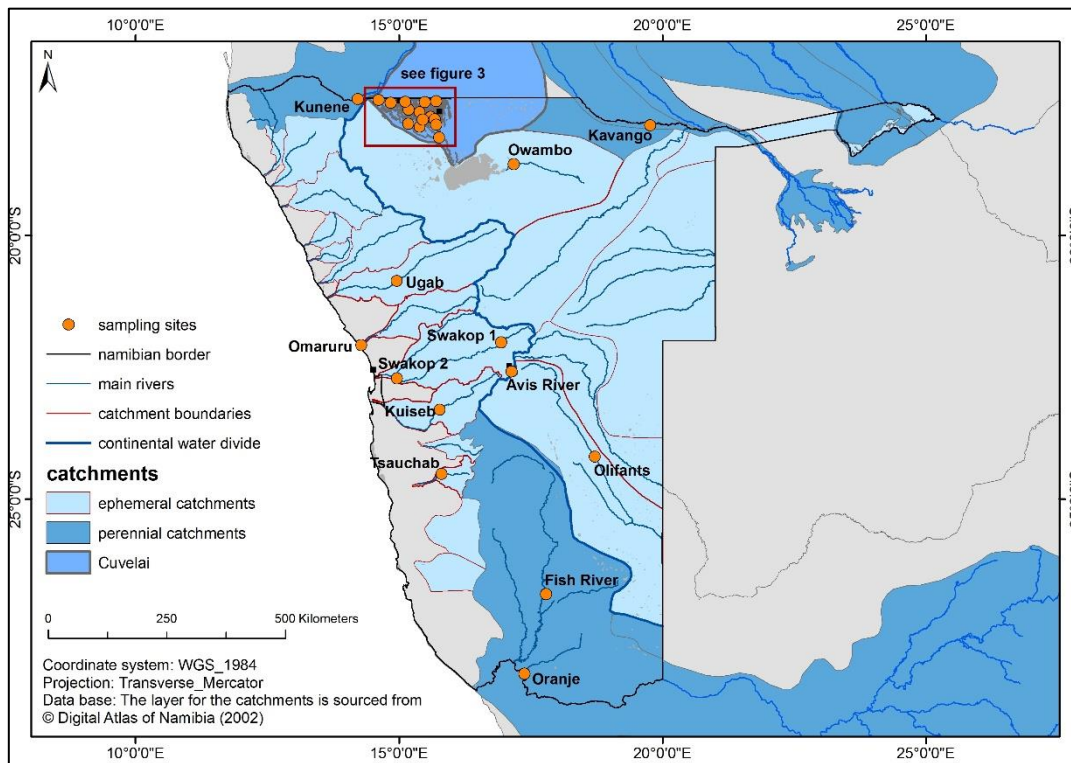 10°0'0"E 15°0'0"E 20°0'0"E 25°0'0"E
N
see figure 3
Kunene
Kavango
Owambo
20°0'0"S
Ugab
sampling sites
Swakop 1
namibian border
Omaruru
main rivers
Swakop 2
Avis River
catchment boundaries
Kuiseb
continental water divide
Tsauchab
Olifants
catchments
25°0'0"S
ephemeral catchments
perennial catchments
Cuvelai
Fish River
0 250 500 Kilometers
Coordinate system: WGS_1984
Projection: Transverse_Mercator
Oranje
Data base: The layer for the catchments is sourced from
© Digital Atlas of Namibia (2002)
10°0'0"E 15°0'0"E 20°0'0"E 25°0'0"E